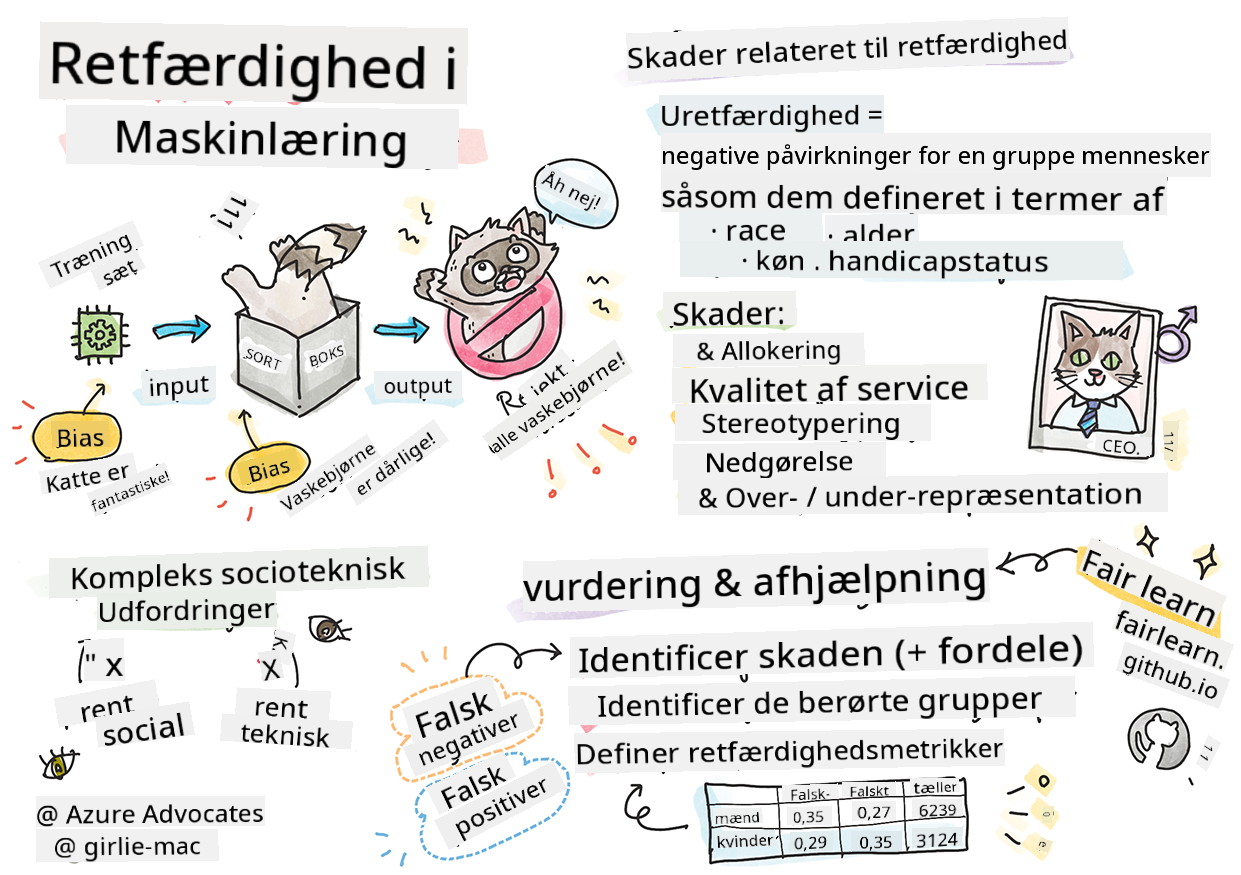 Retfærdighed i
Maskinlæring
Træning
sæt
input
SORT BOKS
output
Åh nej!
alle vaskebjørne!
Bias
Katte er
fantastiske!
Bias
Vaskebjørne
er dårlige!
Skader relateret til retfærdighed
Uretfærdighed =
negative påvirkninger for en gruppe mennesker
såsom dem defineret i termer af
· race · alder
· køn . handicapstatus
Skader:
& Allokering
Kvalitet af service
Stereotypering
Nedgørelse
& Over- / under-repræsentation
CEO.
Kompleks socioteknisk
Udfordringer
" x
rent
social
X
rent
teknisk
@ Azure Advocates
@ girlie-mac
vurdering & afhjælpning
Fair learn
fairlearn.
github.io
Identificer skaden (+ fordele)
Identificer de berørte grupper
Definer retfærdighedsmetrikker
Falsk
negativer
Falsk
positiver
Falsk- Falskt tæller
mænd 0,35 0,27 6239
kvinder 0,29 0,35 3124